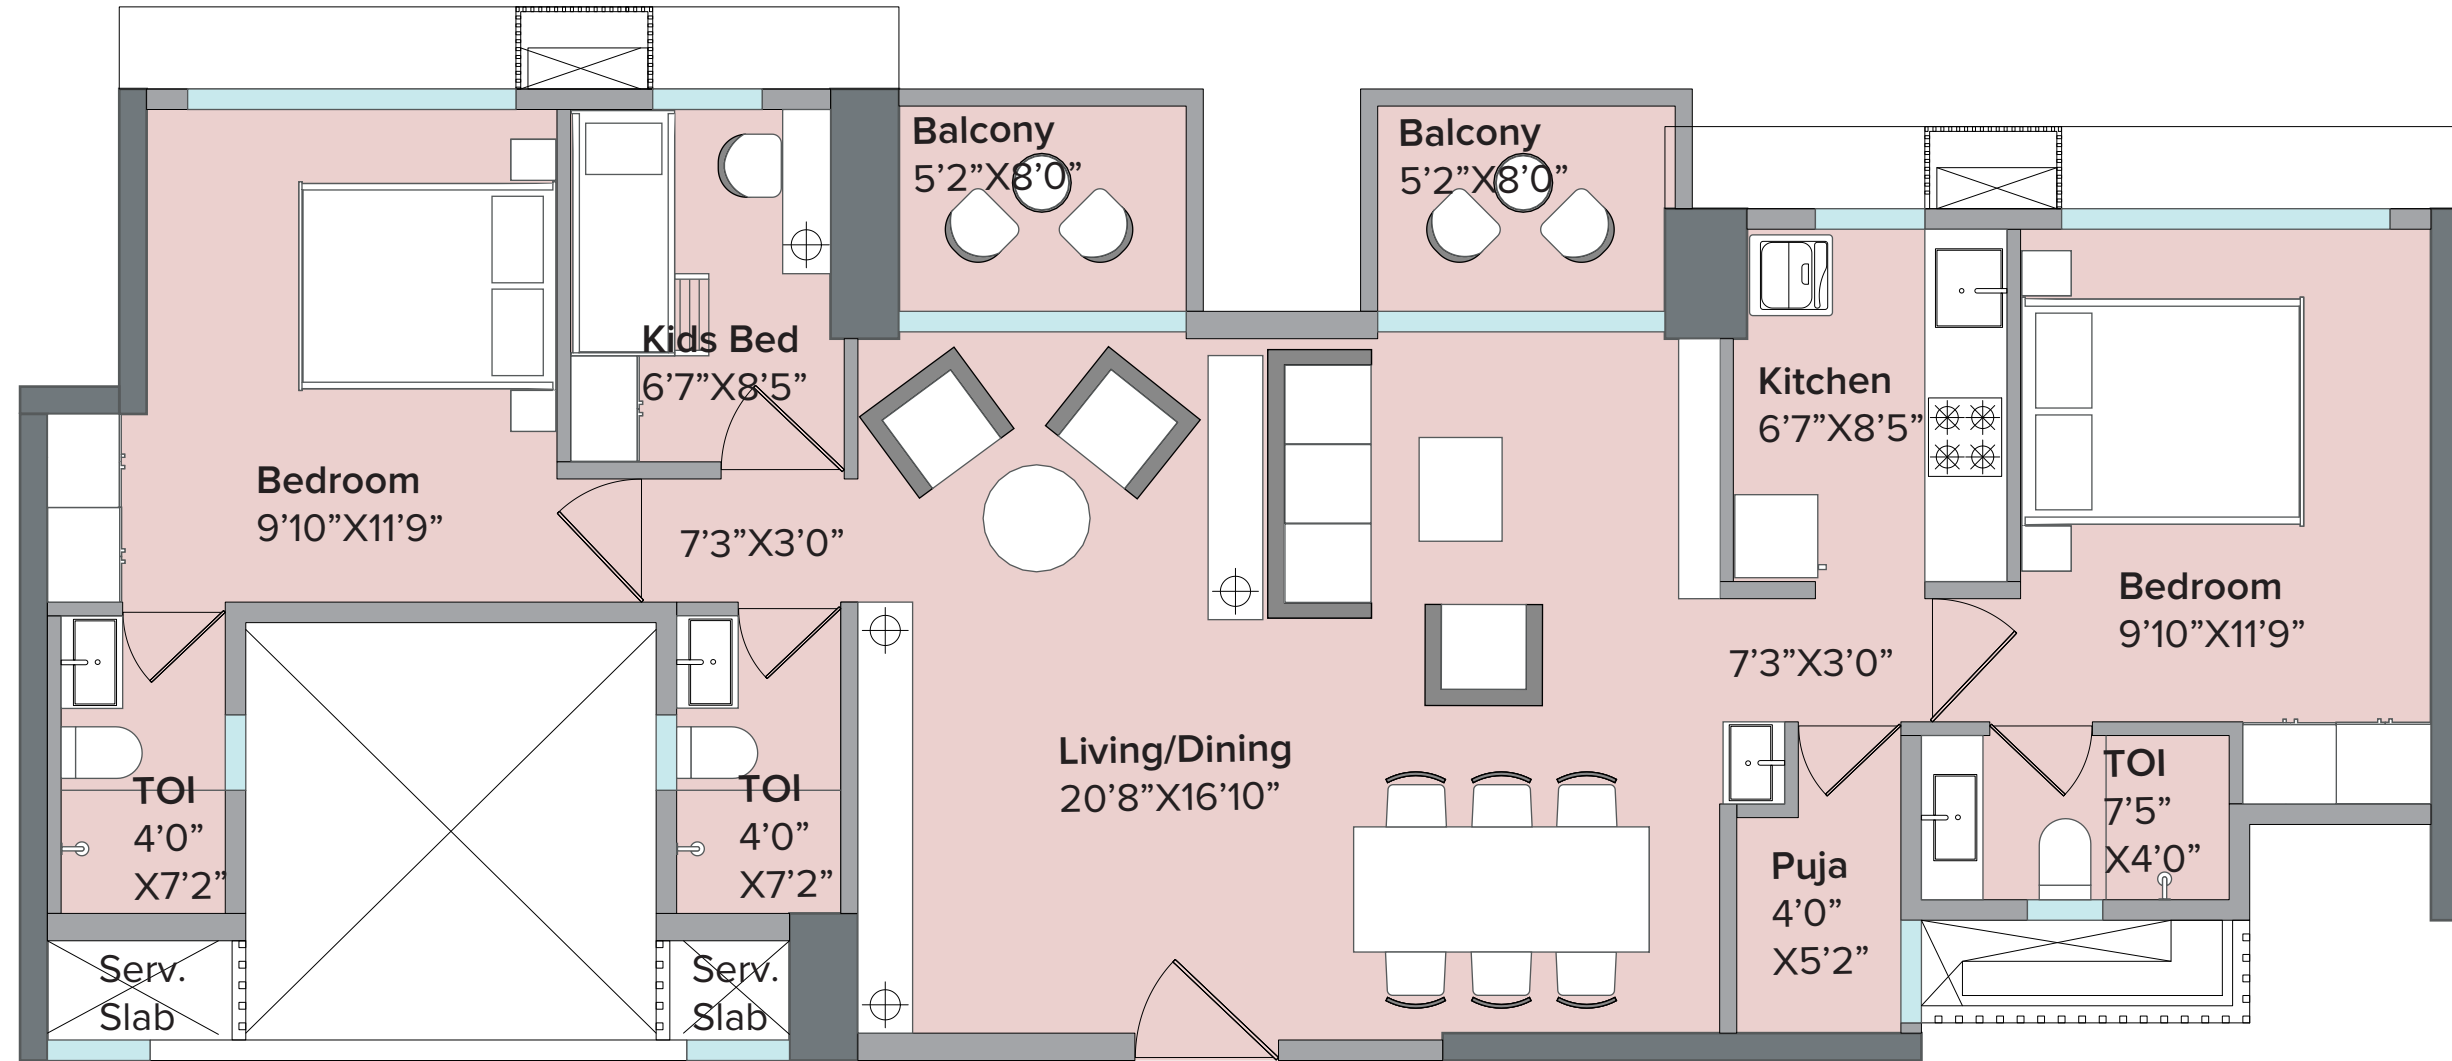 Balcony
5’2”X8’0”
Balcony
5’2”X8’0”
Kids Bed
6’7”X8’5”
Kitchen
6’7”X8’5”
Bedroom
9’10”X11’9”
7’3”X3’0”
Bedroom
9’10”X11’9”
7’3”X3’0”
Living/Dining
20’8”X16’10”
TOI
4’0”
X7’2”
TOI
4’0”
X7’2”
TOI
7’5”
X4’0”
Puja
4’0”
X5’2”
Serv.
Slab
Serv.
Slab